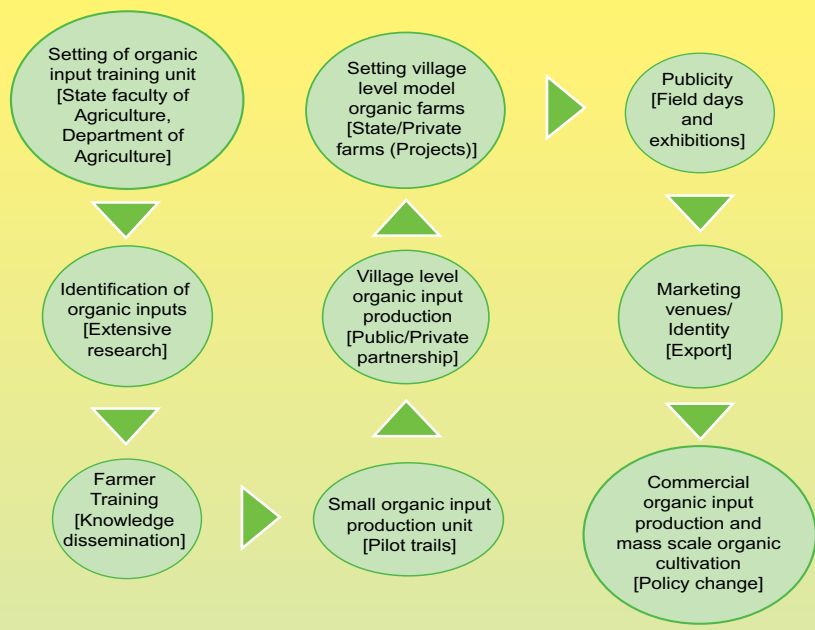 Setting of organic
input training unit
[State faculty of
Agriculture,
Department of
Agriculture]
Identification of
organic inputs
[Extensive
research]
Farmer
Training
[Knowledge
dissemination]
Small organic input
production unit
[Pilot trails]
Village level
organic input
production
[Public/Private
partnership]
Setting village
level model
organic farms
[State/Private
farms (Projects)]
Publicity
[Field days
and
exhibitions]
Marketing
venues/
Identity
[Export]
Commercial
organic input
production and
mass scale organic
cultivation
[Policy change]